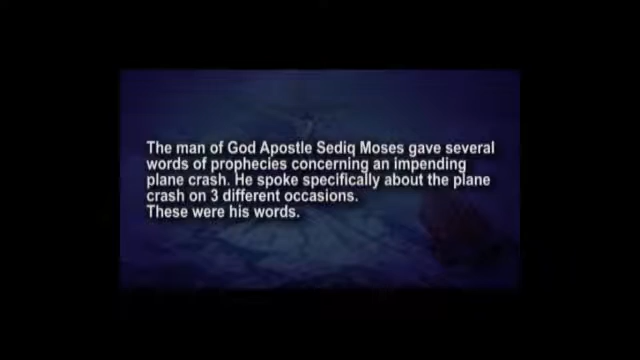 The man of God Apostle Sediq Moses gave several
words of prophecies concerning an impending
plane crash. He spoke specifically about the plane
crash on 3 different occasions.
These were his words.